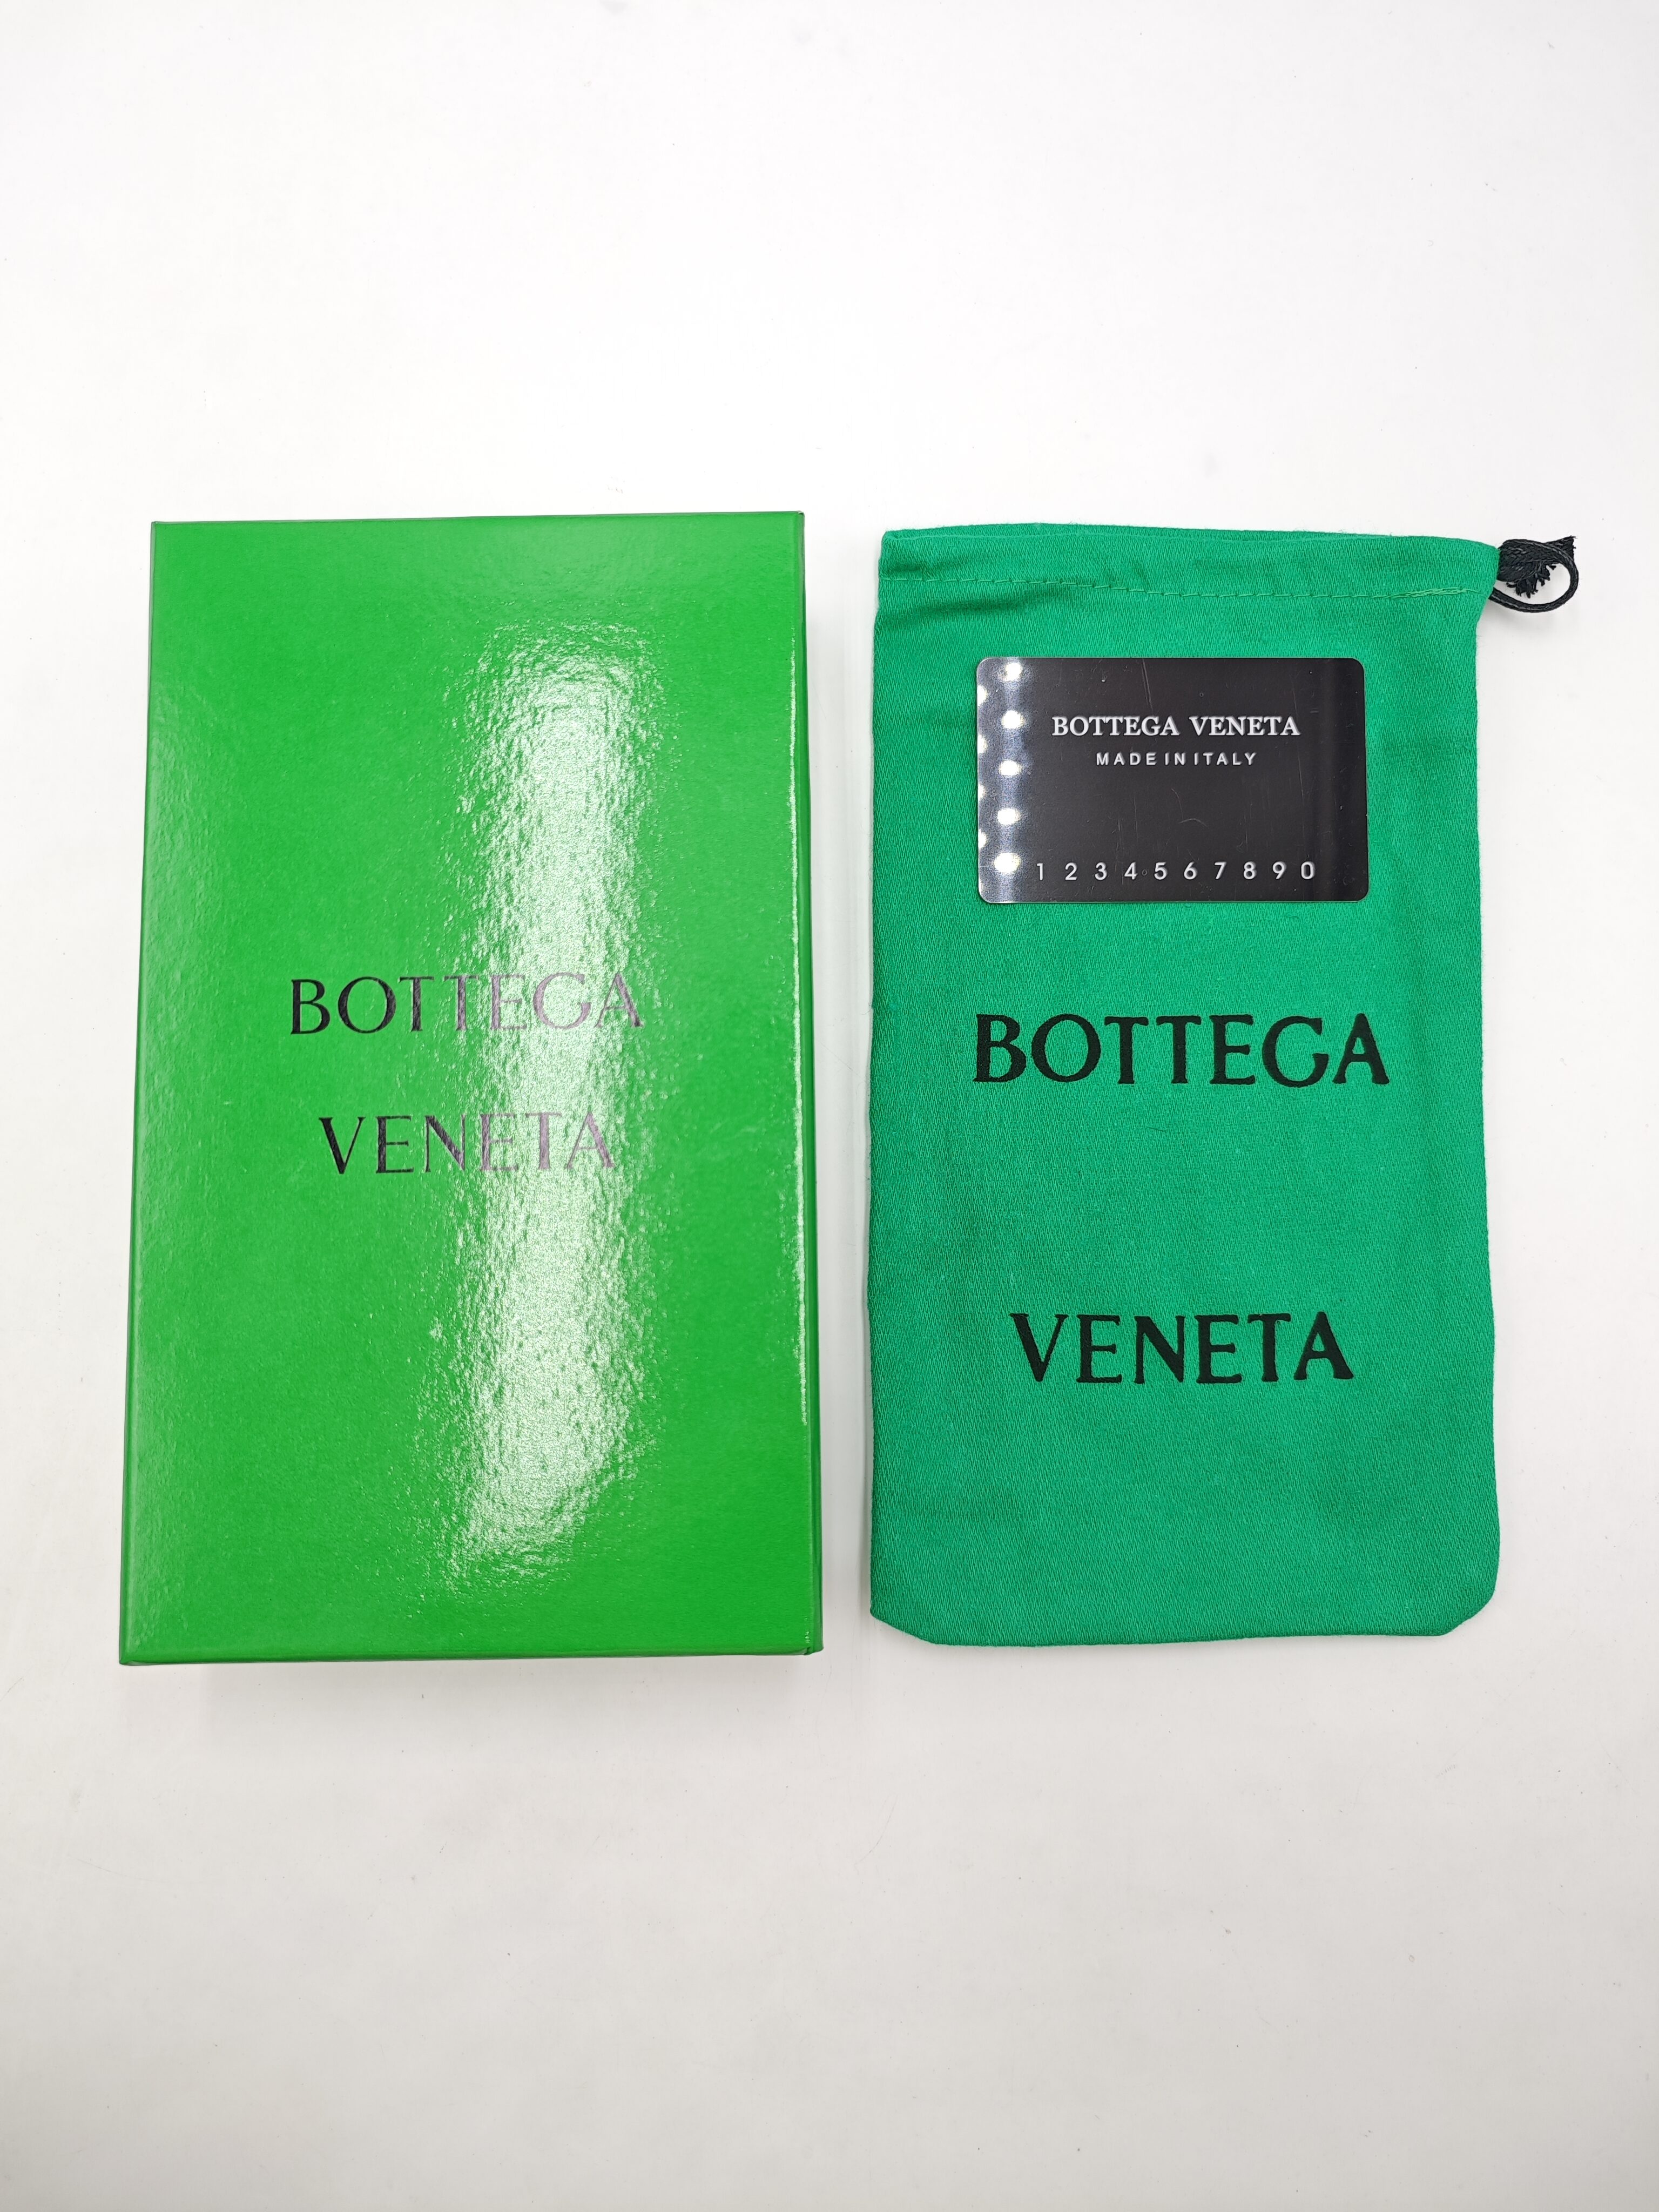 BOTTEGA
VENETA
BOTTEGA VENETA
MADE IN ITALY
1 2 3 4 5 6 7 8 9 0
BOTTEGA
VENETA